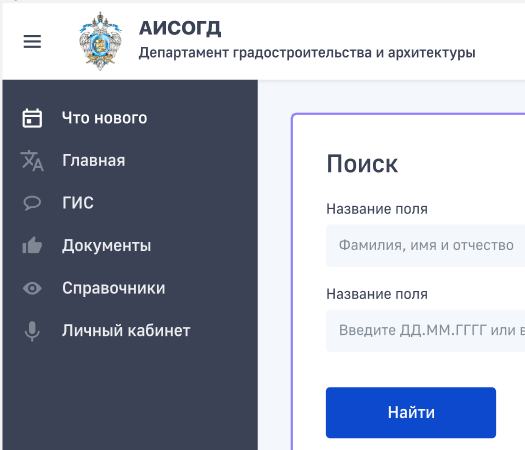 АИСОГД
Департамент градостроительства и архитектуры
Что нового
Главная
ГИС
Документы
Справочники
Личный кабинет
Поиск
Название поля
Фамилия, имя и отчество
Название поля
Введите ДД.ММ.ГГГГ или
Найти